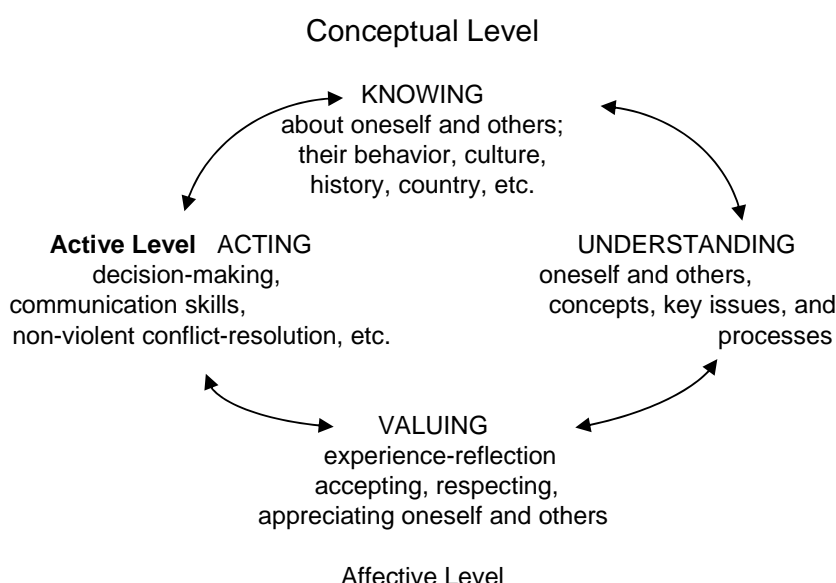 Conceptual Level
KNOWING
about oneself and others;
their behavior, culture,
history, country, etc.
Active Level ACTING
decision-making,
communication skills,
non-violent conflict-resolution, etc.
UNDERSTANDING
oneself and others,
concepts, key issues, and
processes
VALUING
experience-reflection
accepting, respecting,
appreciating oneself and others
Affective Level